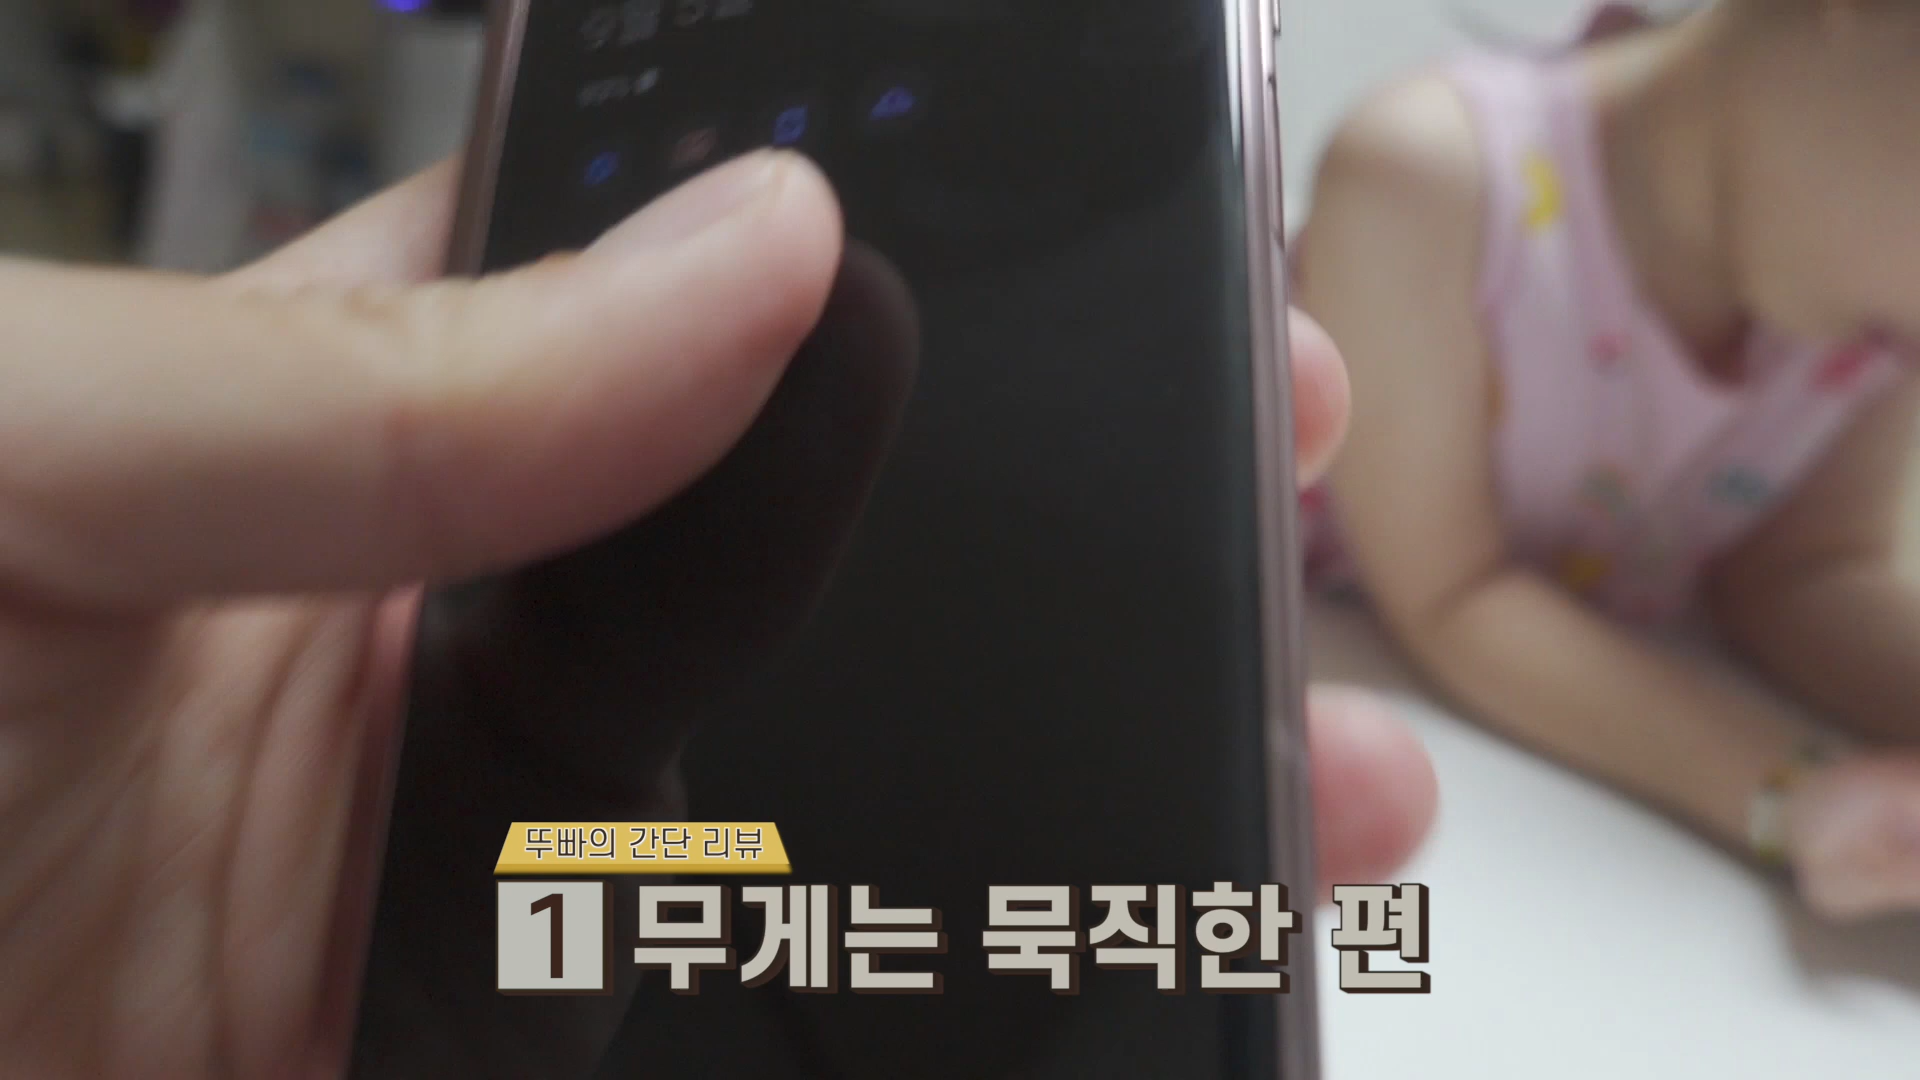 뚜빠의 간단 리뷰
1 무게는 묵직한 편